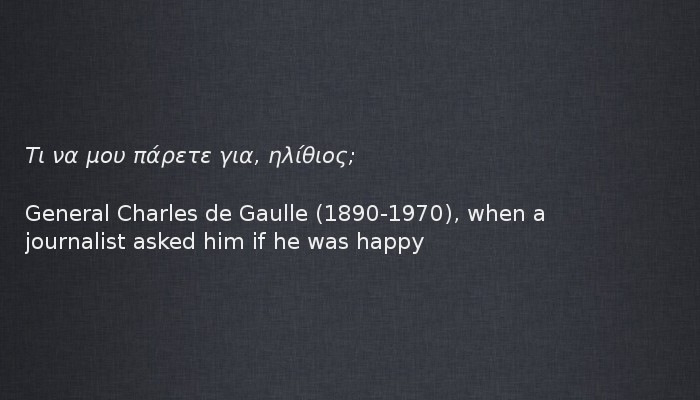 Τι να μου πάρετε για, ηλίθιος;
General Charles de Gaulle (1890-1970), when a
journalist asked him if he was happy